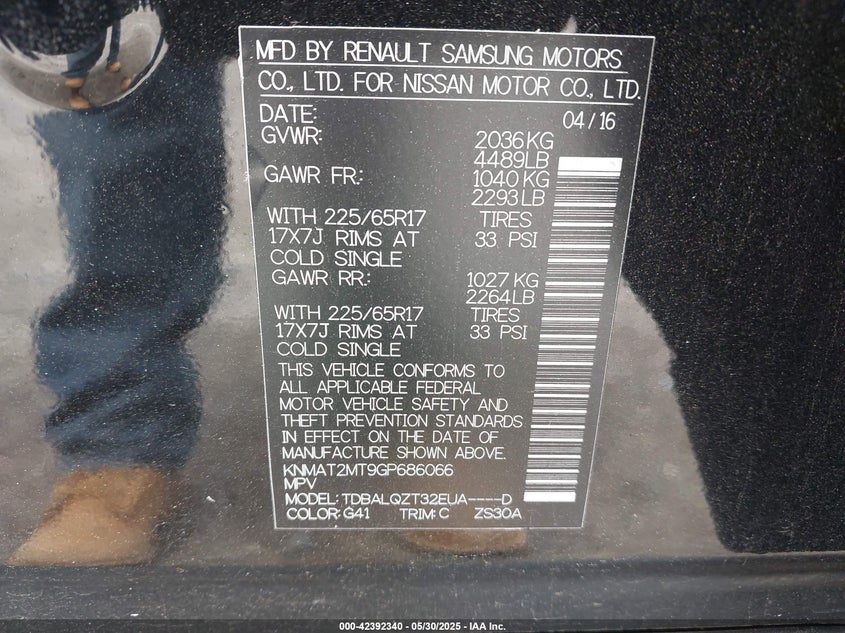 MFD BY RENAULT SAMSUNG MOTORS
CO., LTD. FOR NISSAN MOTOR CO., LTD.
DATE: 04/16
GVWR: 2036KG
4489LB
GAWR FR: 1040 KG
2293LB
WITH 225/65R17 TIRES
17X7J RIMS AT 33 PSI
COLD SINGLE
GAWR RR: 1027 KG
2264LB
WITH 225/65R17 TIRES
17X7J RIMS AT 33 PSI
COLD SINGLE
THIS VEHICLE CONFORMS TO
ALL APPLICABLE FEDERAL
MOTOR VEHICLE SAFETY AND
THEFT PREVENTION STANDARDS
IN EFFECT ON THE DATE OF
MANUFACTURE SHOWN ABOVE.
KNMAT2MT9GP686066
MPV
MODEL: TDBALQZT32EUA----D
COLOR: G41 TRIM: C ZS30A
000-42392340 - 05/30/2025 - IAA Inc.